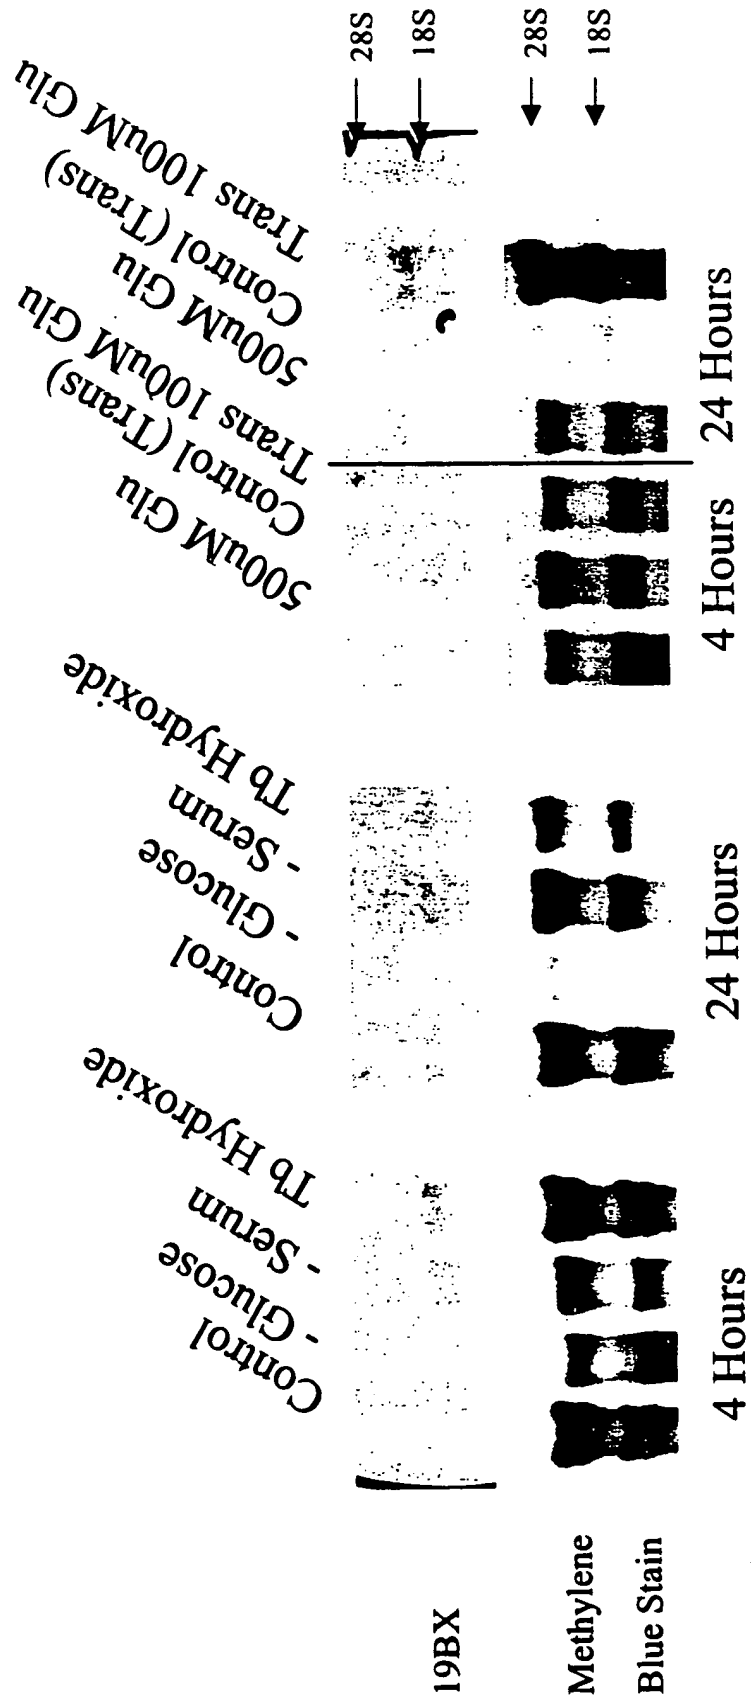 Control
- Glucose
- Serum
Tb Hydroxide
Control
- Glucose
- Serum
Tb Hydroxide
500uM Glu
Control (Trans)
Trans 100uM Glu
500uM Glu
Control (Trans)
Trans 100uM Glu
19BX
28S
18S
Methylene
Blue Stain
28S
18S
4 Hours
24 Hours
4 Hours
24 Hours